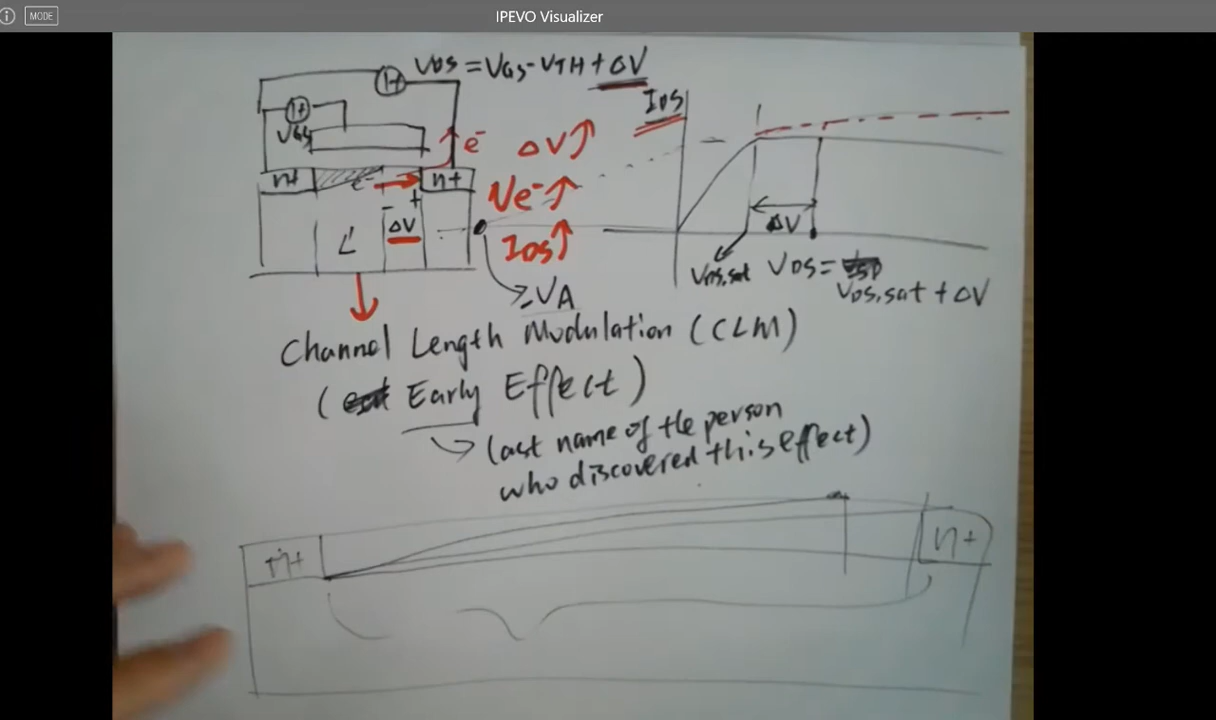 MODE
IPEVO Visualizer
VDS = VGS - VTH + ΔV
VGS
n+
e-
n+
e-
ΔV↑
Ne-↑
IDS↑
- +
ΔV
L'
-VA
IDS
ΔV
VDS,sat
VDS =
VDS,sat + ΔV
Channel Length Modulation (CLM)
( Early Effect)
(last name of the person
who discovered this effect)
n+
n+